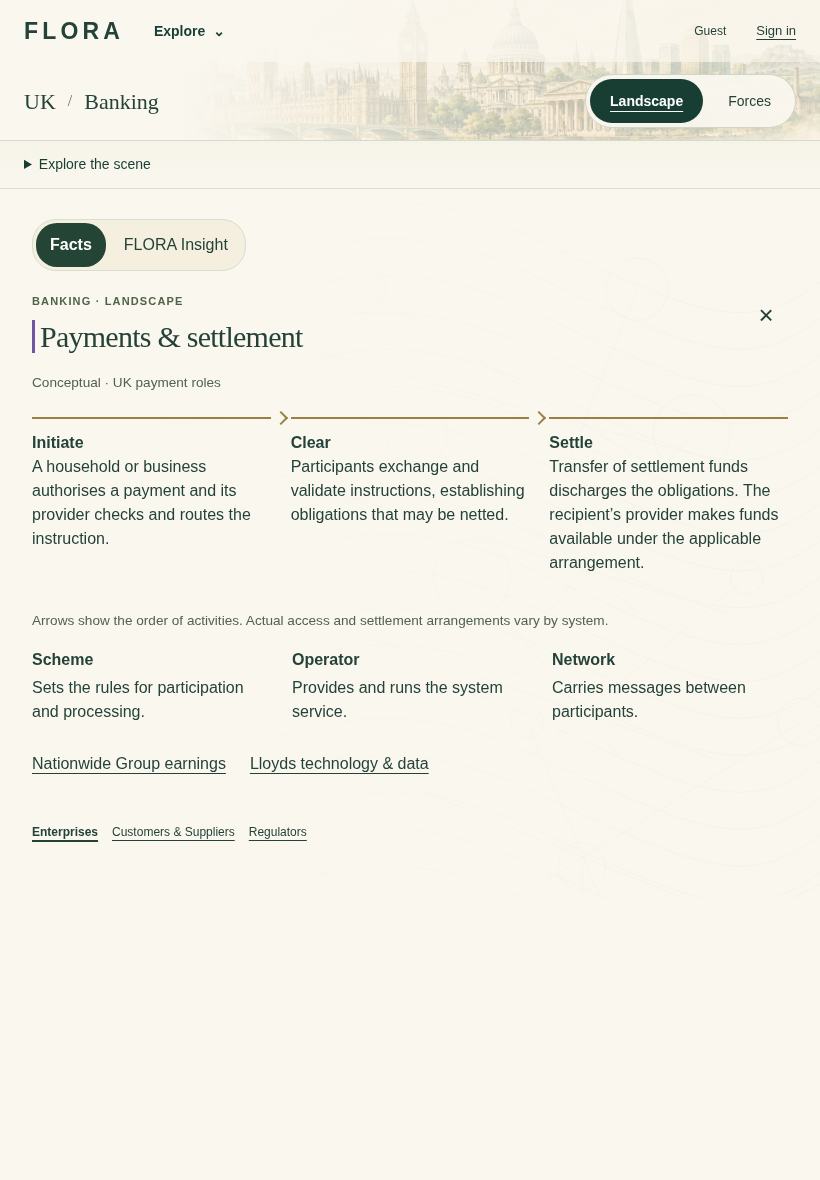 FLORA
Explore
Guest
Sign in
UK / Banking
Landscape
Forces
Explore the scene
Facts
FLORA Insight
BANKING · LANDSCAPE
Payments & settlement
Conceptual · UK payment roles
Initiate
A household or business
authorises a payment and its
provider checks and routes the
instruction.
Clear
Participants exchange and
validate instructions, establishing
obligations that may be netted.
Settle
Transfer of settlement funds
discharges the obligations. The
recipient's provider makes funds
available under the applicable
arrangement.
Arrows show the order of activities. Actual access and settlement arrangements vary by system.
Scheme
Sets the rules for participation
and processing.
Operator
Provides and runs the system
service.
Network
Carries messages between
participants.
Nationwide Group earnings
Lloyds technology & data
Enterprises
Customers & Suppliers
Regulators